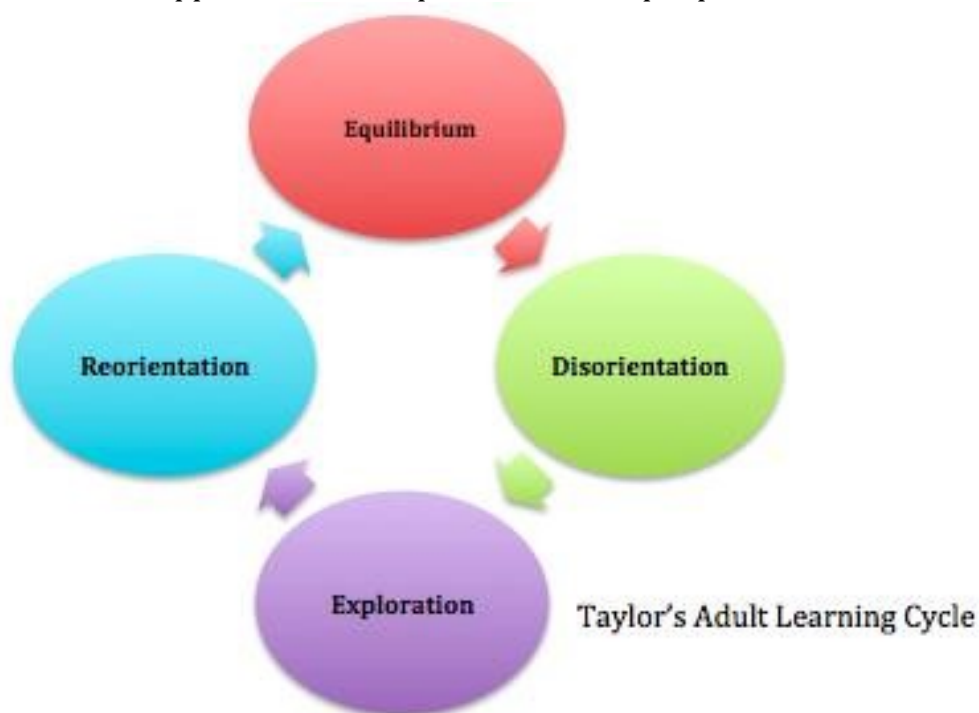 Equilibrium
Reorientation
Disorientation
Exploration
Taylor's Adult Learning Cycle